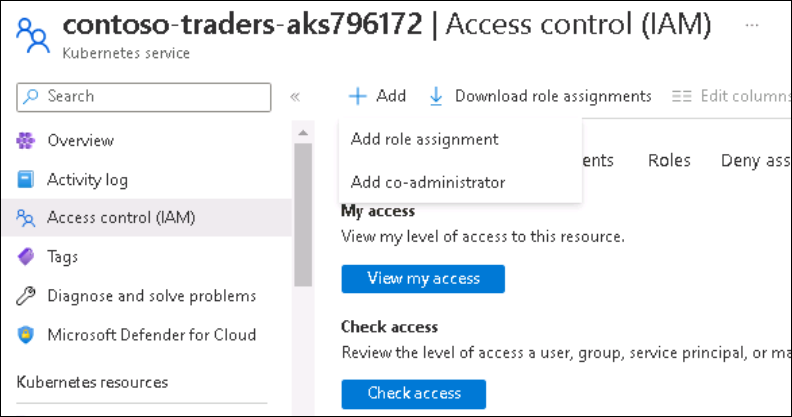 contoso-traders-aks796172 | Access control (IAM) ...
Kubernetes service
Search
«
Add
Download role assignments
Edit columns
Add role assignment
Add co-administrator
ents
Roles
Deny ass
Overview
Activity log
Access control (IAM)
Tags
Diagnose and solve problems
Microsoft Defender for Cloud
Kubernetes resources
My access
View my level of access to this resource.
View my access
Check access
Review the level of access a user, group, service principal, or ma
Check access